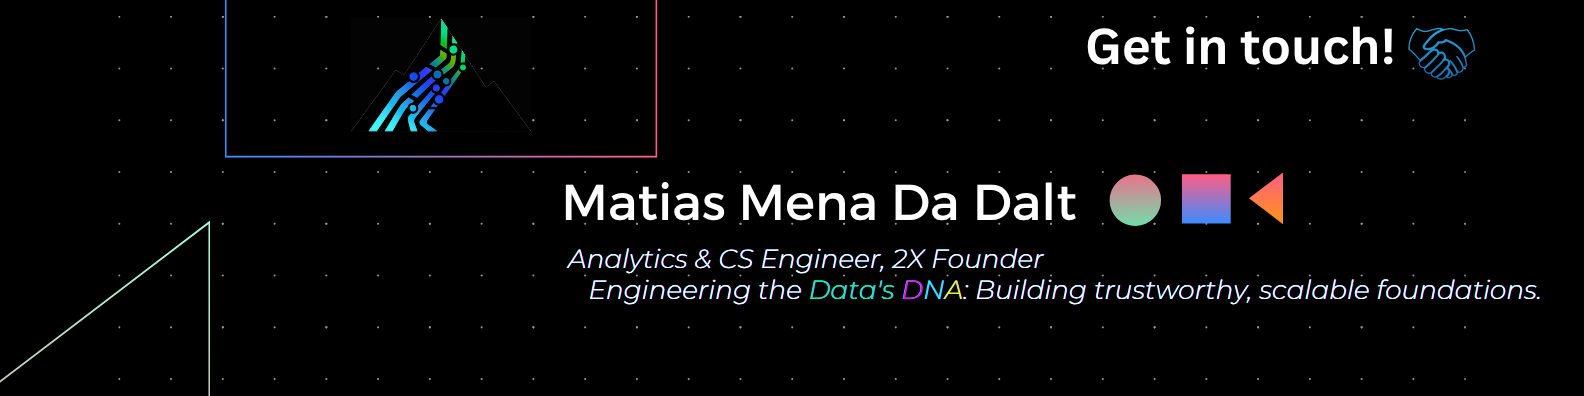 Get in touch!
Matias Mena Da Dalt
Analytics & CS Engineer, 2X Founder
Engineering the Data's DNA: Building trustworthy, scalable foundations.